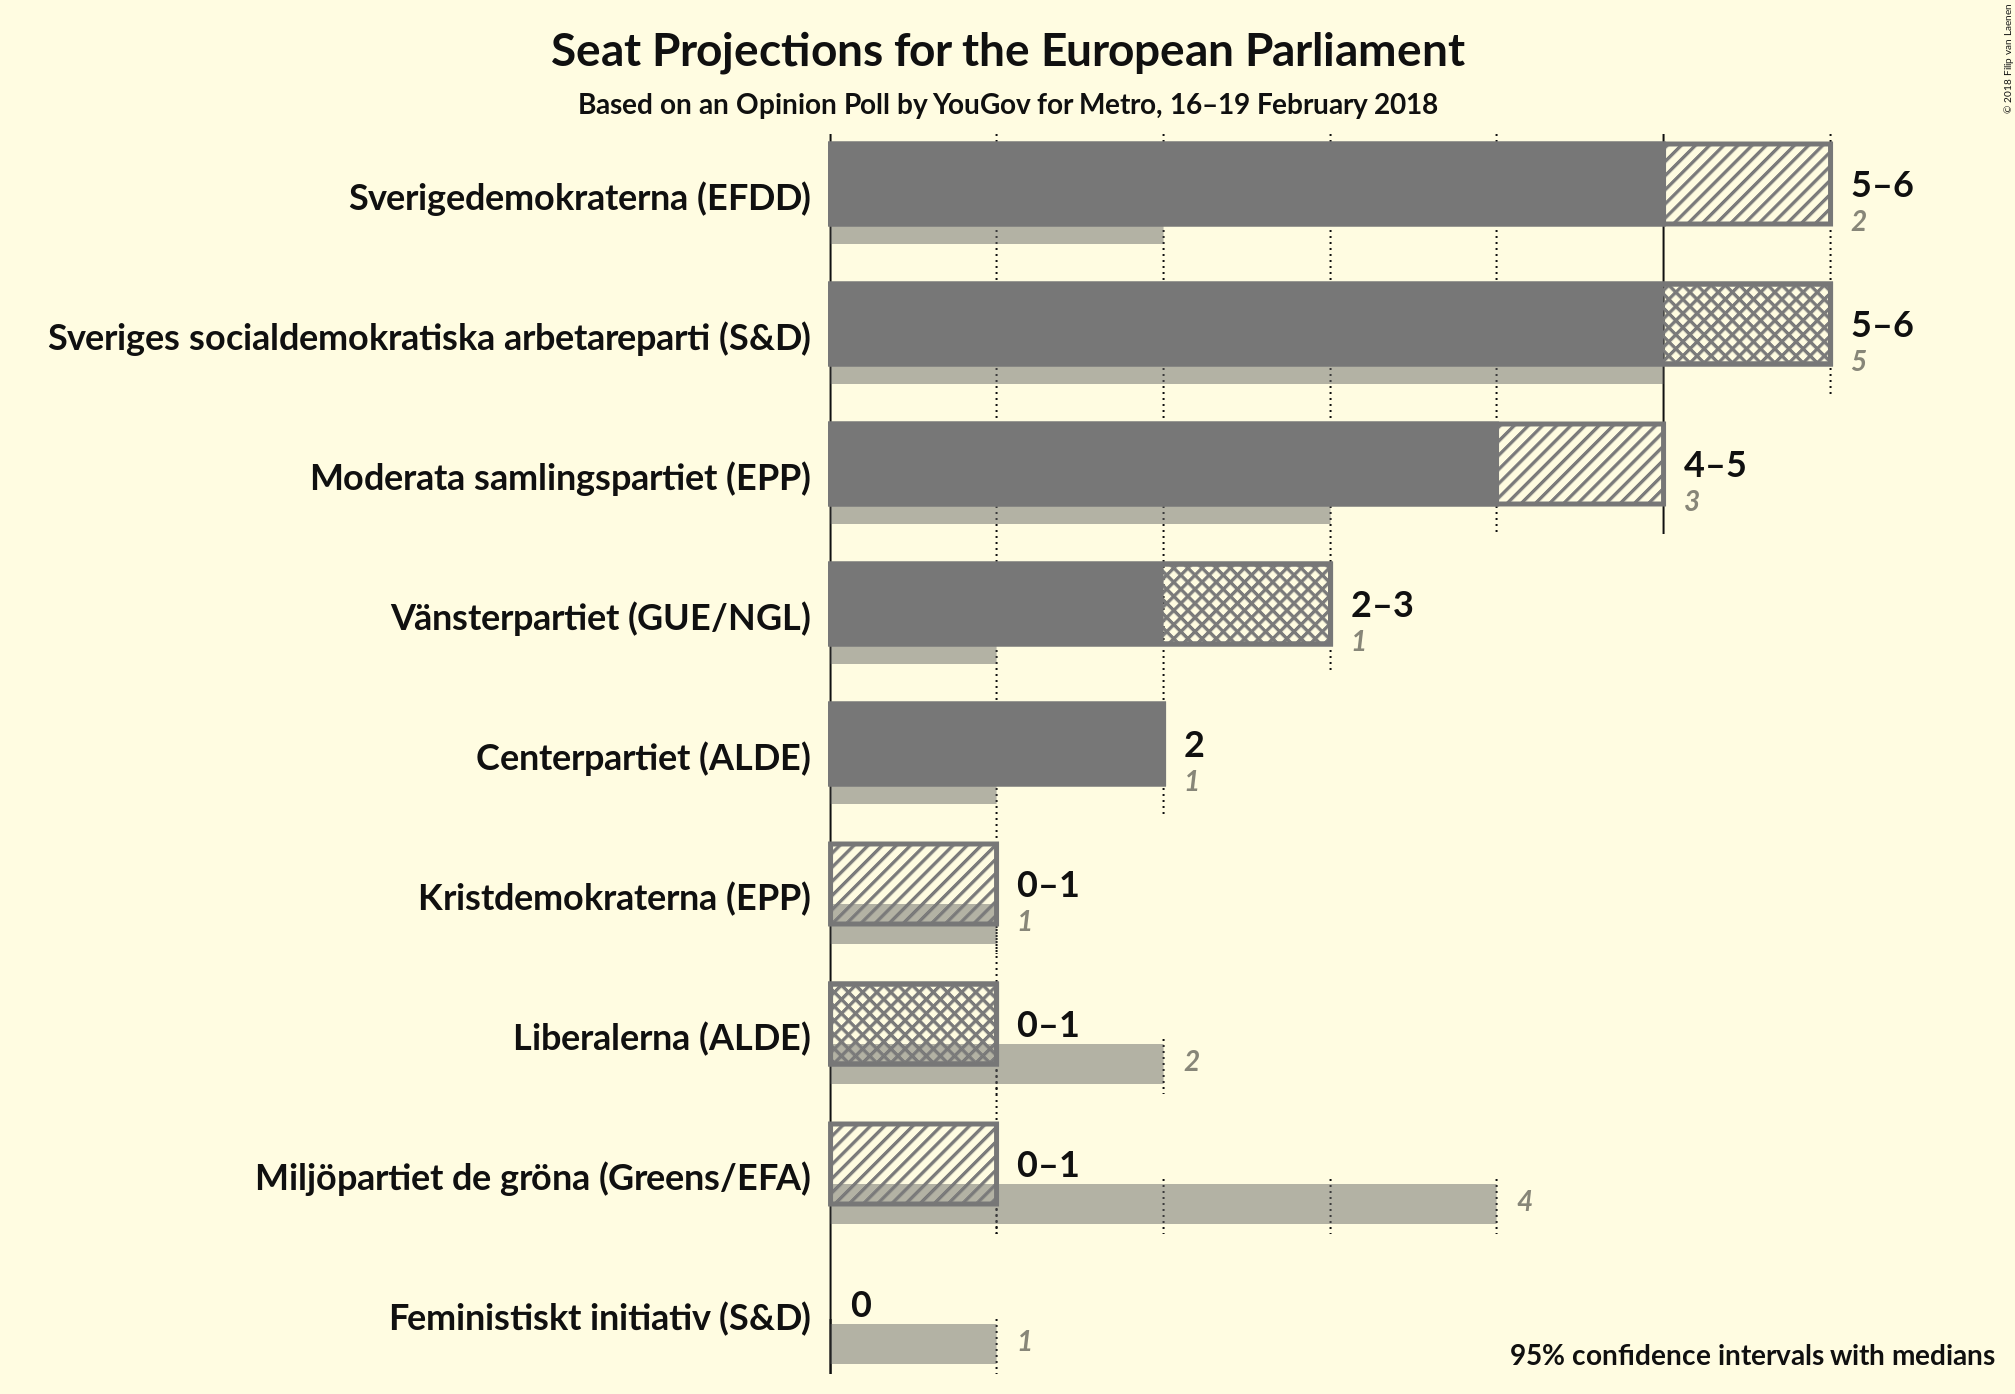 Seat Projections for the European Parliament
Based on an Opinion Poll by YouGov for Metro, 16–19 February 2018
© 2018 Filip van Laenen
Sverigedemokraterna (EFDD)
5–6
2
Sveriges socialdemokratiska arbetareparti (S&D)
5–6
5
Moderata samlingspartiet (EPP)
4–5
3
Vänsterpartiet (GUE/NGL)
2–3
1
Centerpartiet (ALDE)
2
1
Kristdemokraterna (EPP)
0–1
1
Liberalerna (ALDE)
0–1
2
Miljöpartiet de gröna (Greens/EFA)
0–1
4
Feministiskt initiativ (S&D)
0
1
95% confidence intervals with medians